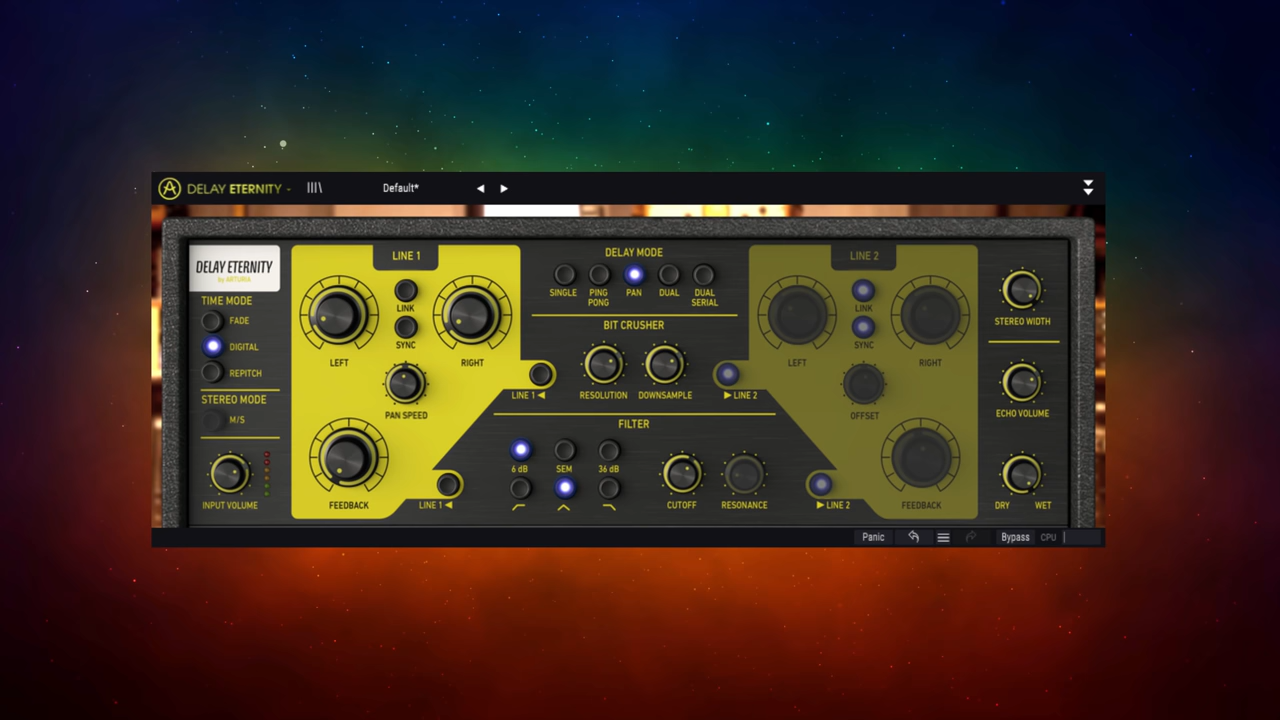 DELAY ETERNITY
Default*
DELAY ETERNITY
by ARTURIA
TIME MODE
FADE
DIGITAL
REPITCH
STEREO MODE
M/S
INPUT VOLUME
LINE 1
LINK
SYNC
LEFT
RIGHT
PAN SPEED
FEEDBACK
LINE 1
LINE 1
DELAY MODE
SINGLE
PING
PONG
PAN
DUAL
DUAL
SERIAL
BIT CRUSHER
RESOLUTION
DOWNSAMPLE
LINE 2
FILTER
6 dB
SEM
36 dB
CUTOFF
RESONANCE
LINE 2
LINE 2
LINK
SYNC
LEFT
RIGHT
OFFSET
FEEDBACK
STEREO WIDTH
ECHO VOLUME
DRY WET
Panic
Bypass
CPU